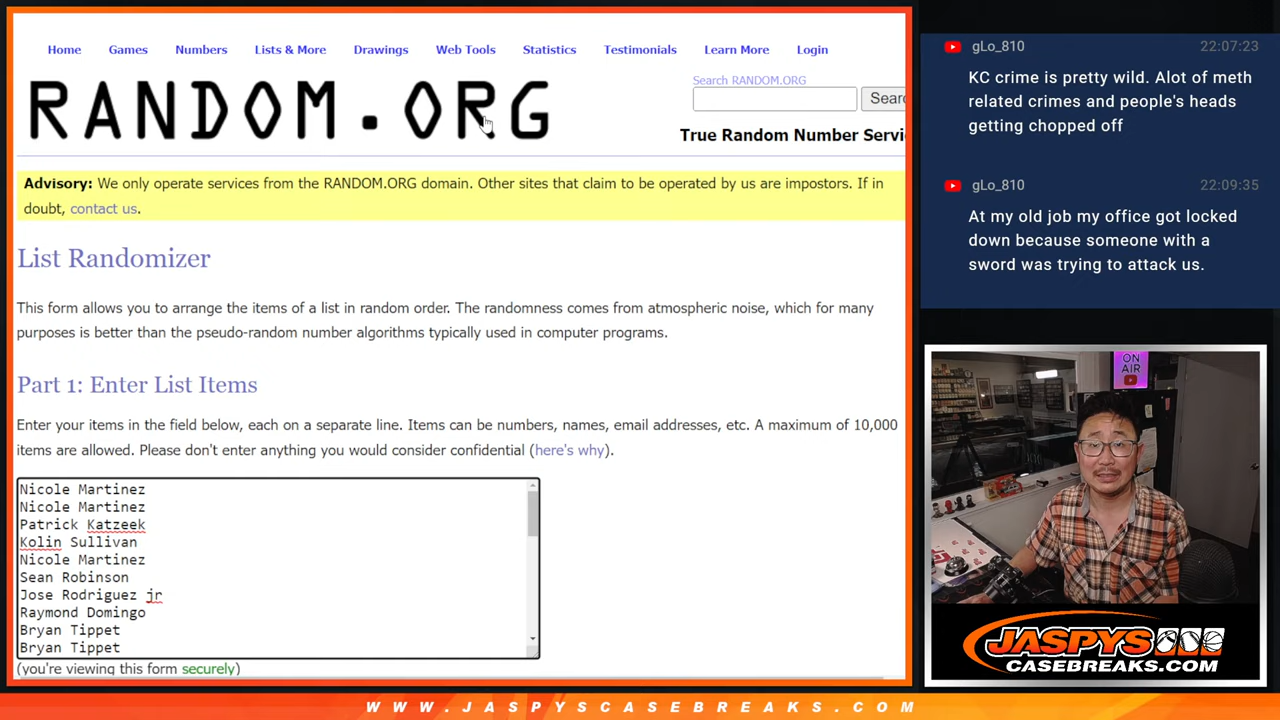 Home Games Numbers Lists & More Drawings Web Tools Statistics Testimonials Learn More Login
RANDOM.ORG
Search RANDOM.ORG
True Random Number Servi
Advisory: We only operate services from the RANDOM.ORG domain. Other sites that claim to be operated by us are impostors. If in
doubt, contact us.
List Randomizer
This form allows you to arrange the items of a list in random order. The randomness comes from atmospheric noise, which for many
purposes is better than the pseudo-random number algorithms typically used in computer programs.
Part 1: Enter List Items
Enter your items in the field below, each on a separate line. Items can be numbers, names, email addresses, etc. A maximum of 10,000
items are allowed. Please don't enter anything you would consider confidential (here's why).
Nicole Martinez
Nicole Martinez
Patrick Katzeek
Kolin Sullivan
Nicole Martinez
Sean Robinson
Jose Rodriguez jr
Raymond Domingo
Bryan Tippet
Bryan Tippet
(you're viewing this form securely)
gLo_810 22:07:23
KC crime is pretty wild. Alot of meth
related crimes and people's heads
getting chopped off
gLo_810 22:09:35
At my old job my office got locked
down because someone with a
sword was trying to attack us.
ON
AIR
JASPYS
CASEBREAKS.COM
WWW.JASPYSCASEBREAKS.COM